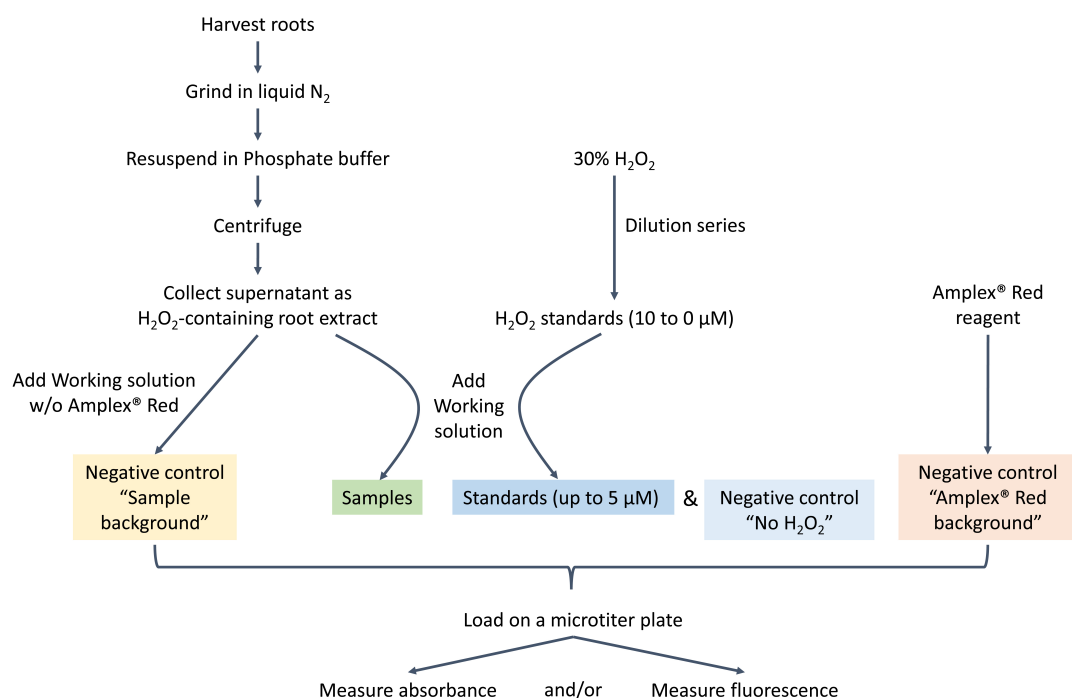 Harvest roots
Grind in liquid N₂
Resuspend in Phosphate buffer
Centrifuge
Collect supernatant as
H₂O₂-containing root extract
30% H₂O₂
Dilution series
H₂O₂ standards (10 to 0 µM)
Amplex® Red
reagent
Add Working solution
w/o Amplex® Red
Add
Working
solution
Negative control
“Sample
background”
Samples
Standards (up to 5 µM)
&
Negative control
“No H₂O₂”
Negative control
“Amplex® Red
background”
Load on a microtiter plate
Measure absorbance and/or Measure fluorescence